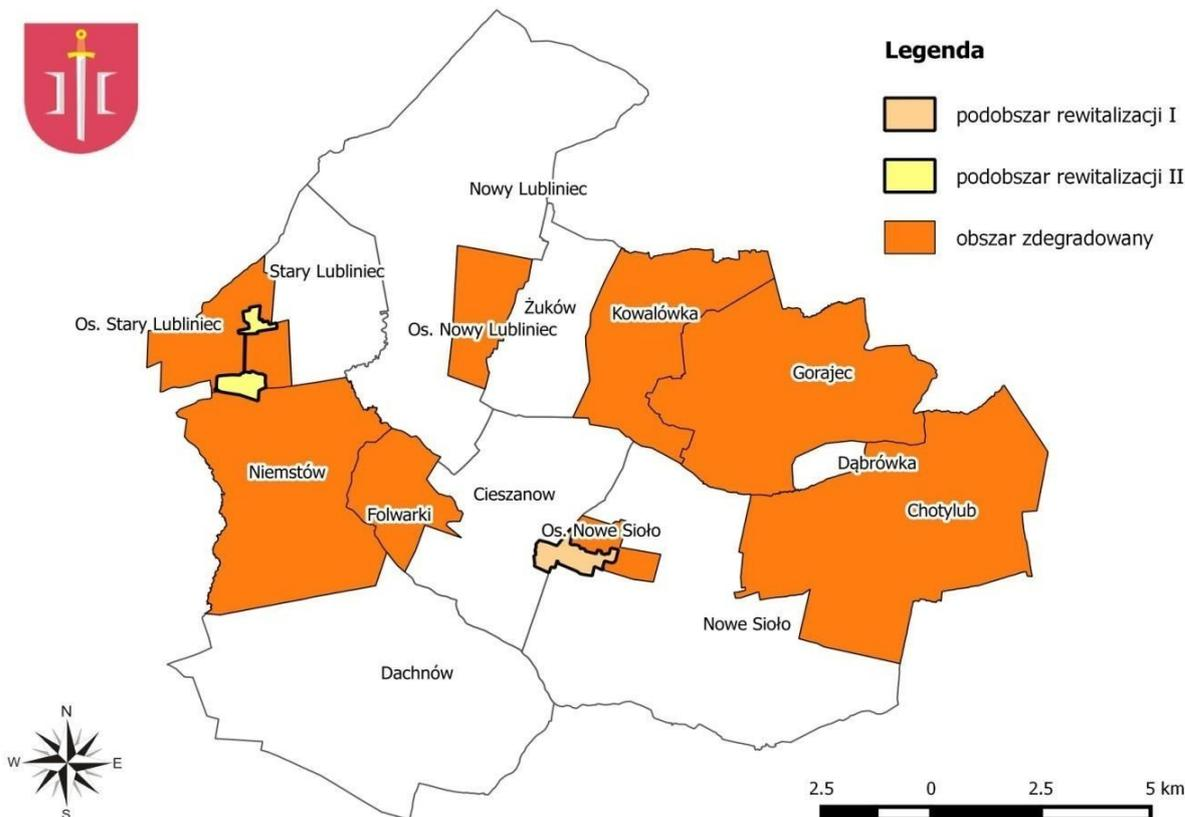 Legenda
podobszar rewitalizacji I
podobszar rewitalizacji II
obszar zdegradowany
Nowy Lubliniec
Stary Lubliniec
Żuków
Kowalówka
Os. Stary Lubliniec
Os. Nowy Lubliniec
Gorajec
Dąbrówka
Niemstów
Cieszanow
Folwarki
Chotylub
Os. Nowe Sioło
Nowe Sioło
Dachnów
N
W E
S
2.5 0 2.5 5 km